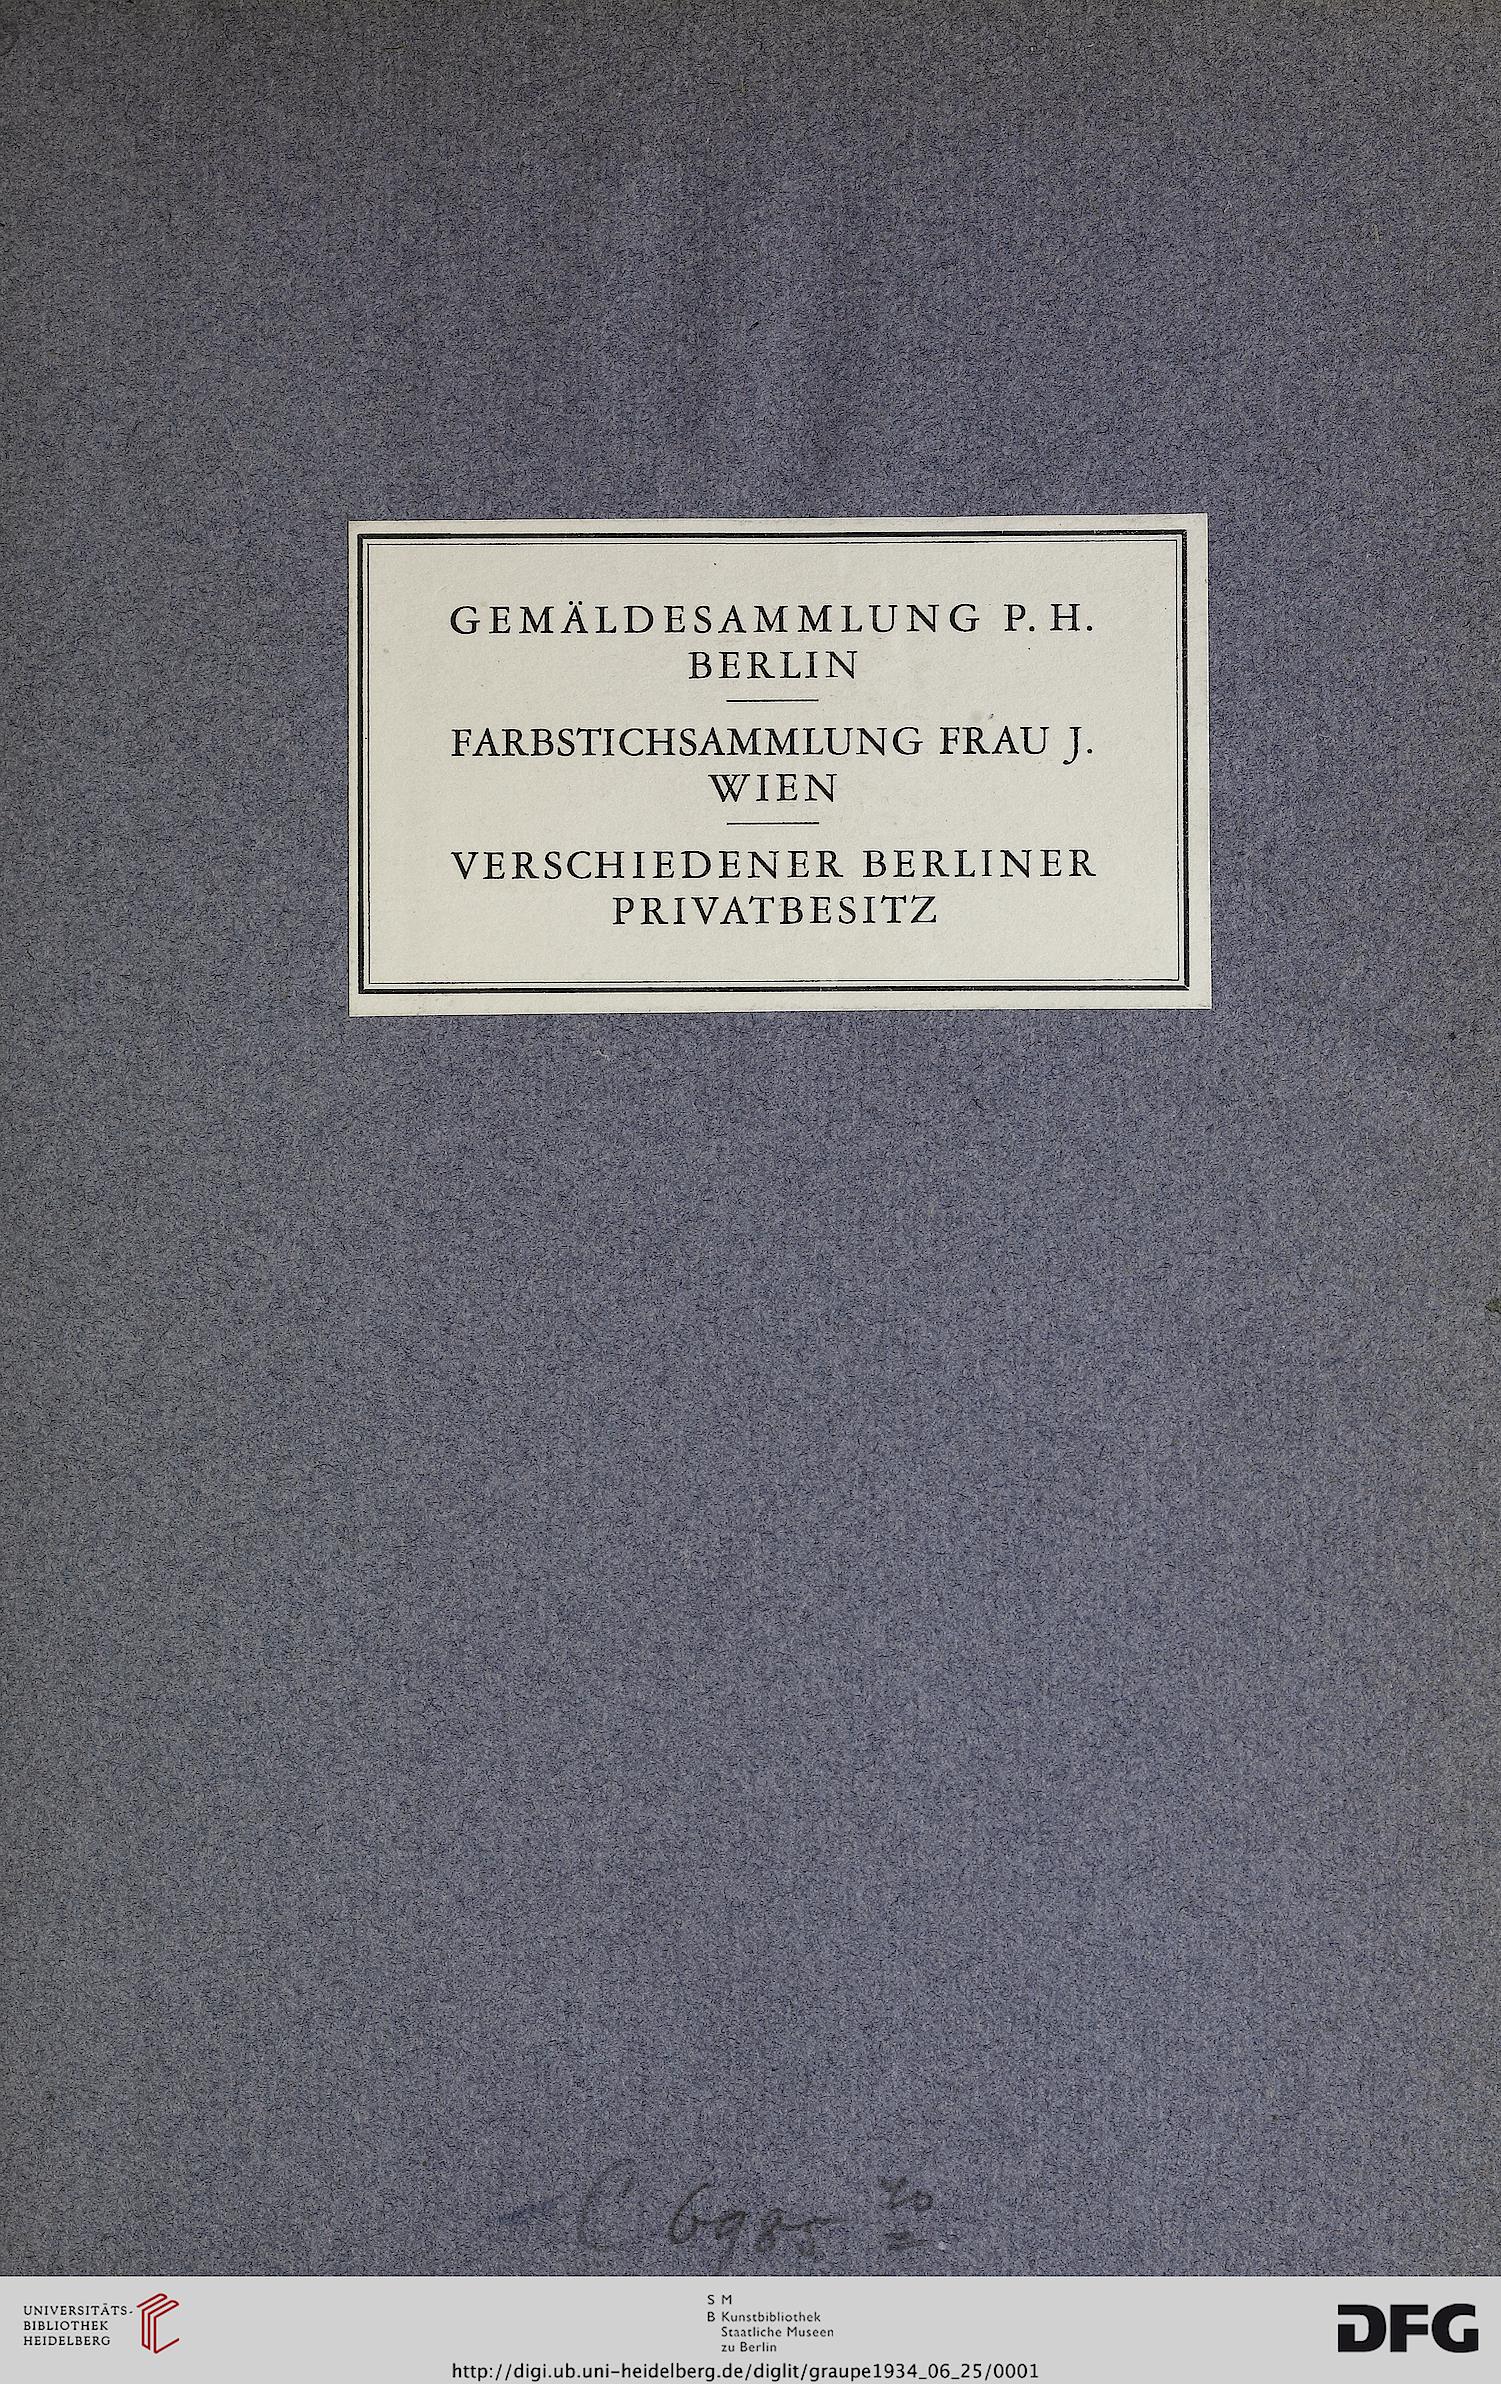 GEMÄLDESAMMLUNG P. H.
BERLIN
FARBSTICHSAMMLUNG FRAU J.
WIEN
VERSCHIEDENER BERLINER
PRIVATBESITZ
C 6985
UNIVERSITÄTS-
BIBLIOTHEK
HEIDELBERG
S M
B Kunstbibliothek
Staatliche Museen
zu Berlin
DFG
http://digi.ub.uni-heidelberg.de/diglit/graupe1934_06_25/0001